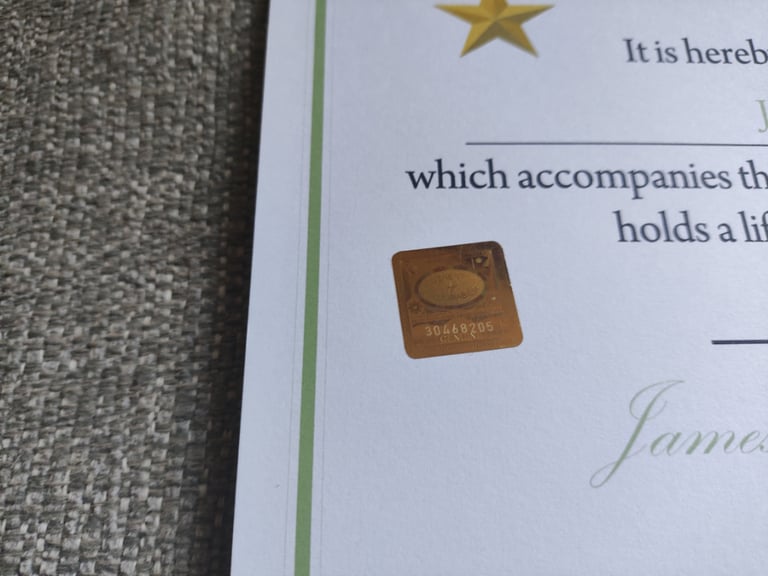 It is hereb
J
which accompanies th
holds a lif
30468205
James